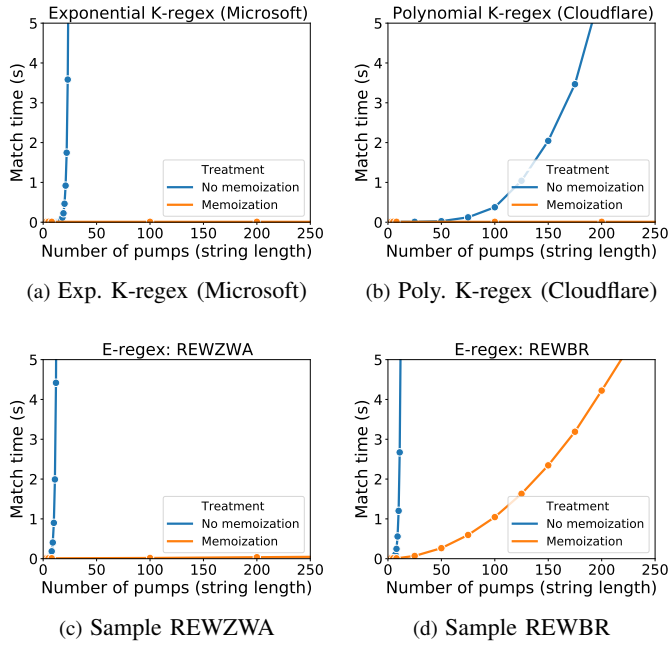 Exponential K-regex (Microsoft)
5
4
3
2
1
0
Match time (s)
Treatment
No memoization
Memoization
0 50 100 150 200 250
Number of pumps (string length)
(a) Exp. K-regex (Microsoft)
Polynomial K-regex (Cloudflare)
5
4
3
2
1
0
Match time (s)
Treatment
No memoization
Memoization
0 50 100 150 200 250
Number of pumps (string length)
(b) Poly. K-regex (Cloudflare)
E-regex: REWZWA
5
4
3
2
1
0
Match time (s)
Treatment
No memoization
Memoization
0 50 100 150 200 250
Number of pumps (string length)
(c) Sample REWZWA
E-regex: REWBR
5
4
3
2
1
0
Match time (s)
Treatment
No memoization
Memoization
0 50 100 150 200 250
Number of pumps (string length)
(d) Sample REWBR